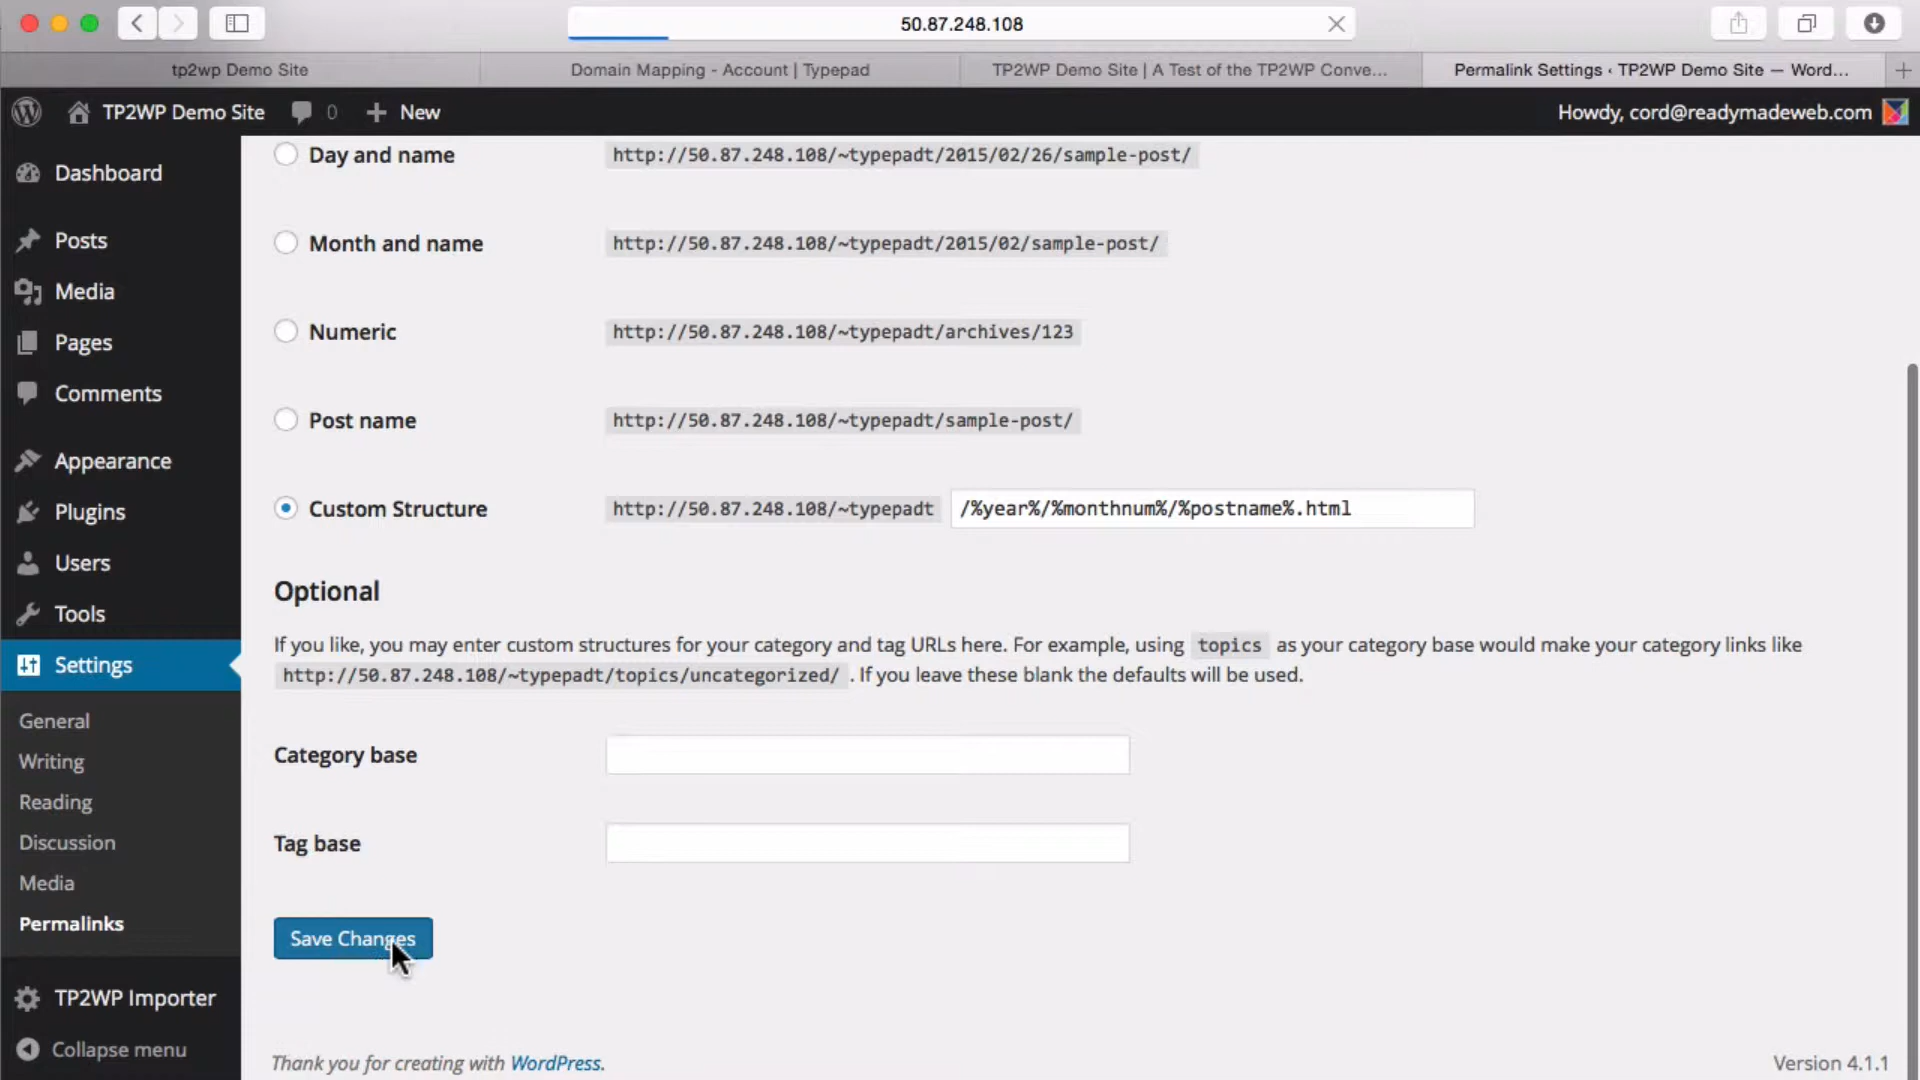 50.87.248.108
tp2wp Demo Site
Domain Mapping - Account | Typepad
TP2WP Demo Site | A Test of the TP2WP Conve...
Permalink Settings ‹ TP2WP Demo Site — Word...
TP2WP Demo Site
0
New
Howdy, cord@readymadeweb.com
Dashboard
Posts
Media
Pages
Comments
Appearance
Plugins
Users
Tools
Settings
General
Writing
Reading
Discussion
Media
Permalinks
TP2WP Importer
Collapse menu
Day and name http://50.87.248.108/~typepadt/2015/02/26/sample-post/
Month and name http://50.87.248.108/~typepadt/2015/02/sample-post/
Numeric http://50.87.248.108/~typepadt/archives/123
Post name http://50.87.248.108/~typepadt/sample-post/
Custom Structure http://50.87.248.108/~typepadt /%year%/%monthnum%/%postname%.html
Optional
If you like, you may enter custom structures for your category and tag URLs here. For example, using topics as your category base would make your category links like
http://50.87.248.108/~typepadt/topics/uncategorized/ . If you leave these blank the defaults will be used.
Category base
Tag base
Save Changes
Thank you for creating with WordPress.
Version 4.1.1